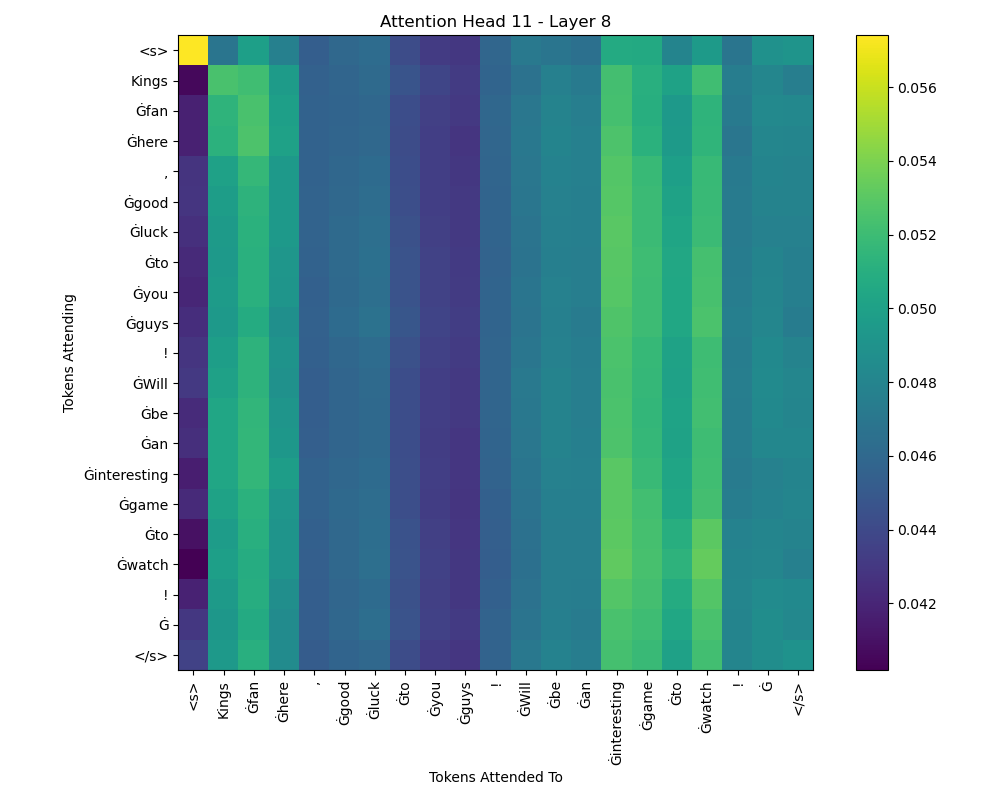 Attention Head 11 - Layer 8
Tokens Attending
<s>
Kings
Ġfan
Ġhere
,
Ġgood
Ġluck
Ġto
Ġyou
Ġguys
!
ĠWill
Ġbe
Ġan
Ġinteresting
Ġgame
Ġto
Ġwatch
!
Ġ
</s>
<s>
Kings
Ġfan
Ġhere
,
Ġgood
Ġluck
Ġto
Ġyou
Ġguys
!
ĠWill
Ġbe
Ġan
Ġinteresting
Ġgame
Ġto
Ġwatch
!
Ġ
</s>
Tokens Attended To
0.056
0.054
0.052
0.050
0.048
0.046
0.044
0.042